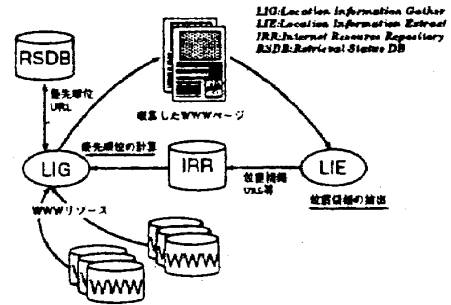 LIG:Location Information Gather
LIE:Location Information Extract
IRR:Internet Resource Repository
RSDB:Retrieval Status DB
RSDB
優先順位
URL
収集したWWWページ
優先順位の計算
LIG
IRR
LIE
位置情報
URL等
位置情報の抽出
WWWリソース
WWW
WWW